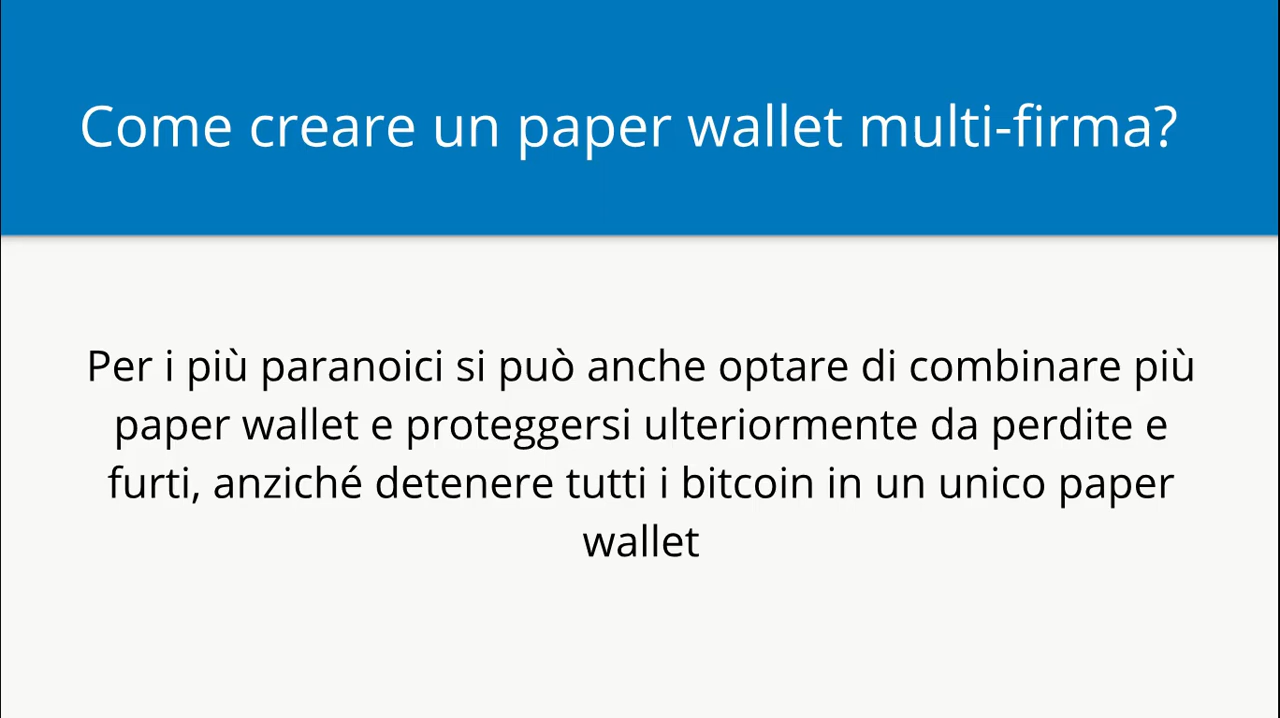 Come creare un paper wallet multi-firma?
Per i più paranoici si può anche optare di combinare più
paper wallet e proteggersi ulteriormente da perdite e
furti, anziché detenere tutti i bitcoin in un unico paper
wallet